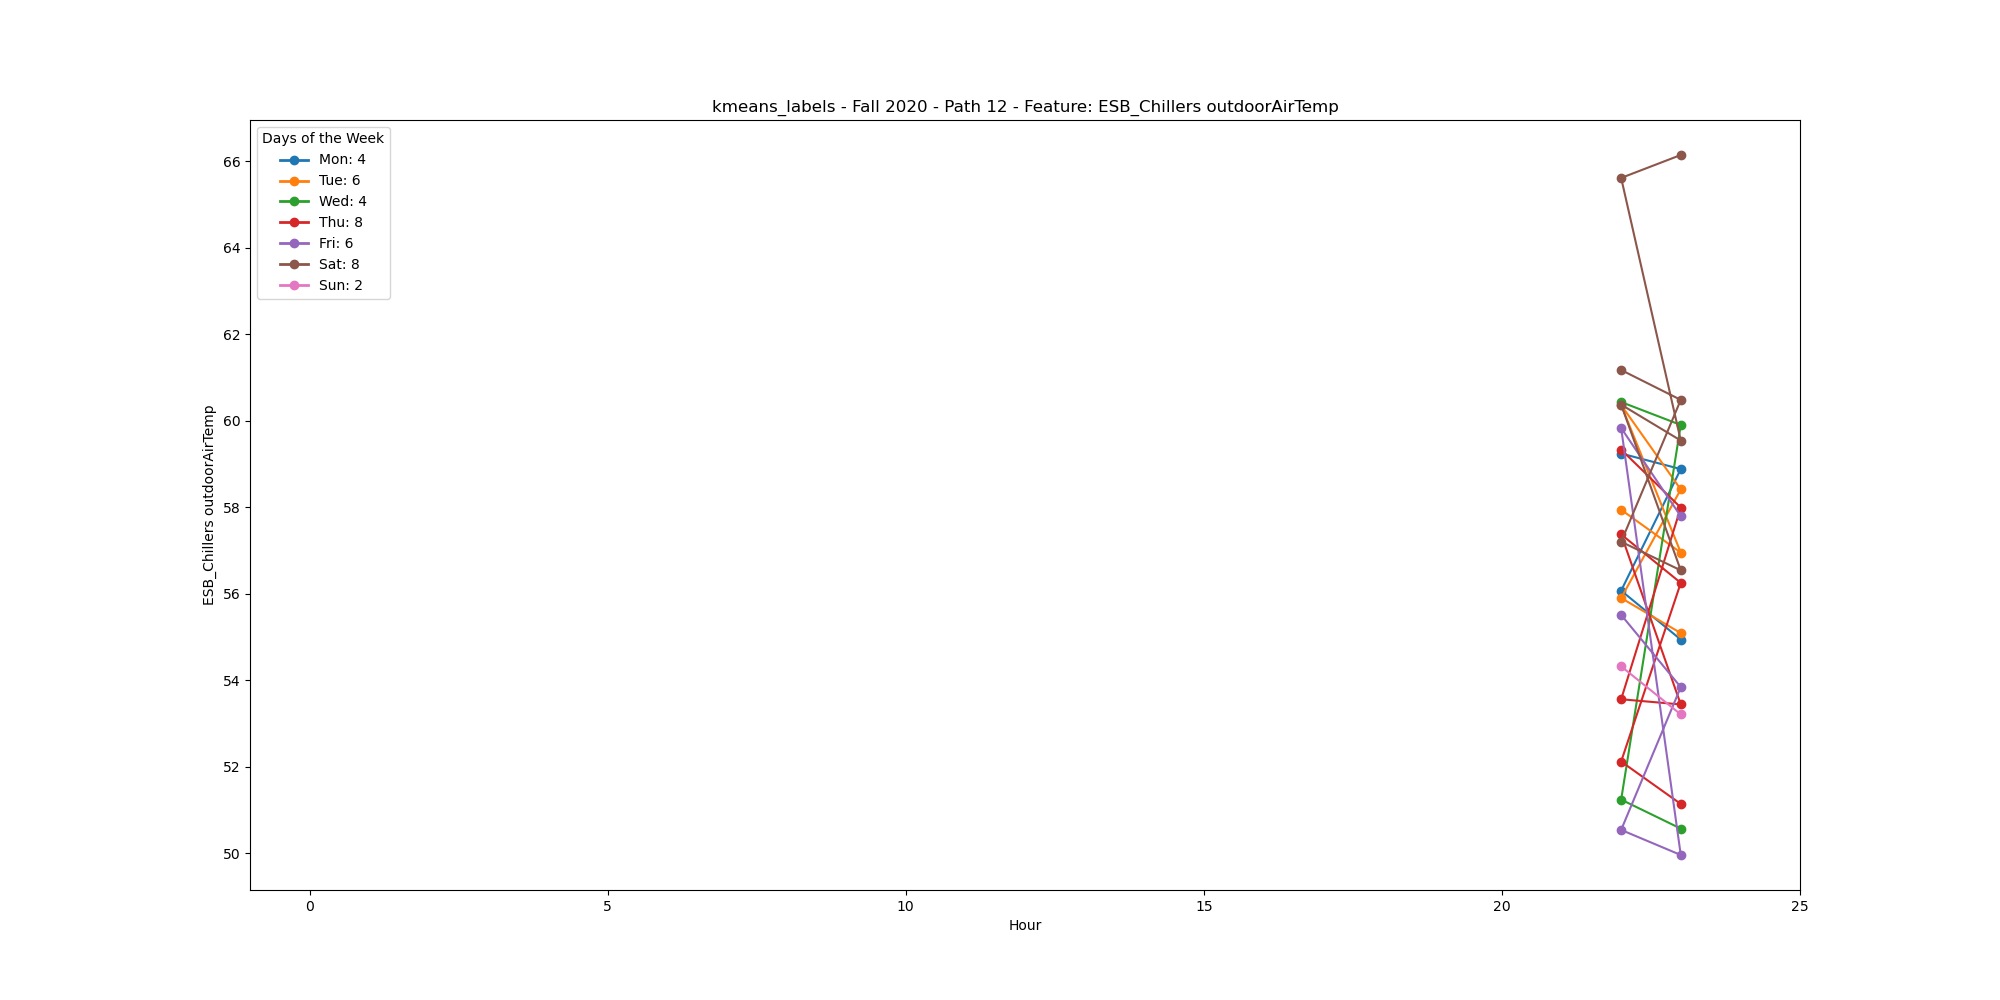 kmeans_labels - Fall 2020 - Path 12 - Feature: ESB_Chillers outdoorAirTemp
Days of the Week
Mon: 4
Tue: 6
Wed: 4
Thu: 8
Fri: 6
Sat: 8
Sun: 2
66
64
62
60
58
56
54
52
50
ESB_Chillers outdoorAirTemp
0 5 10 15 20 25
Hour